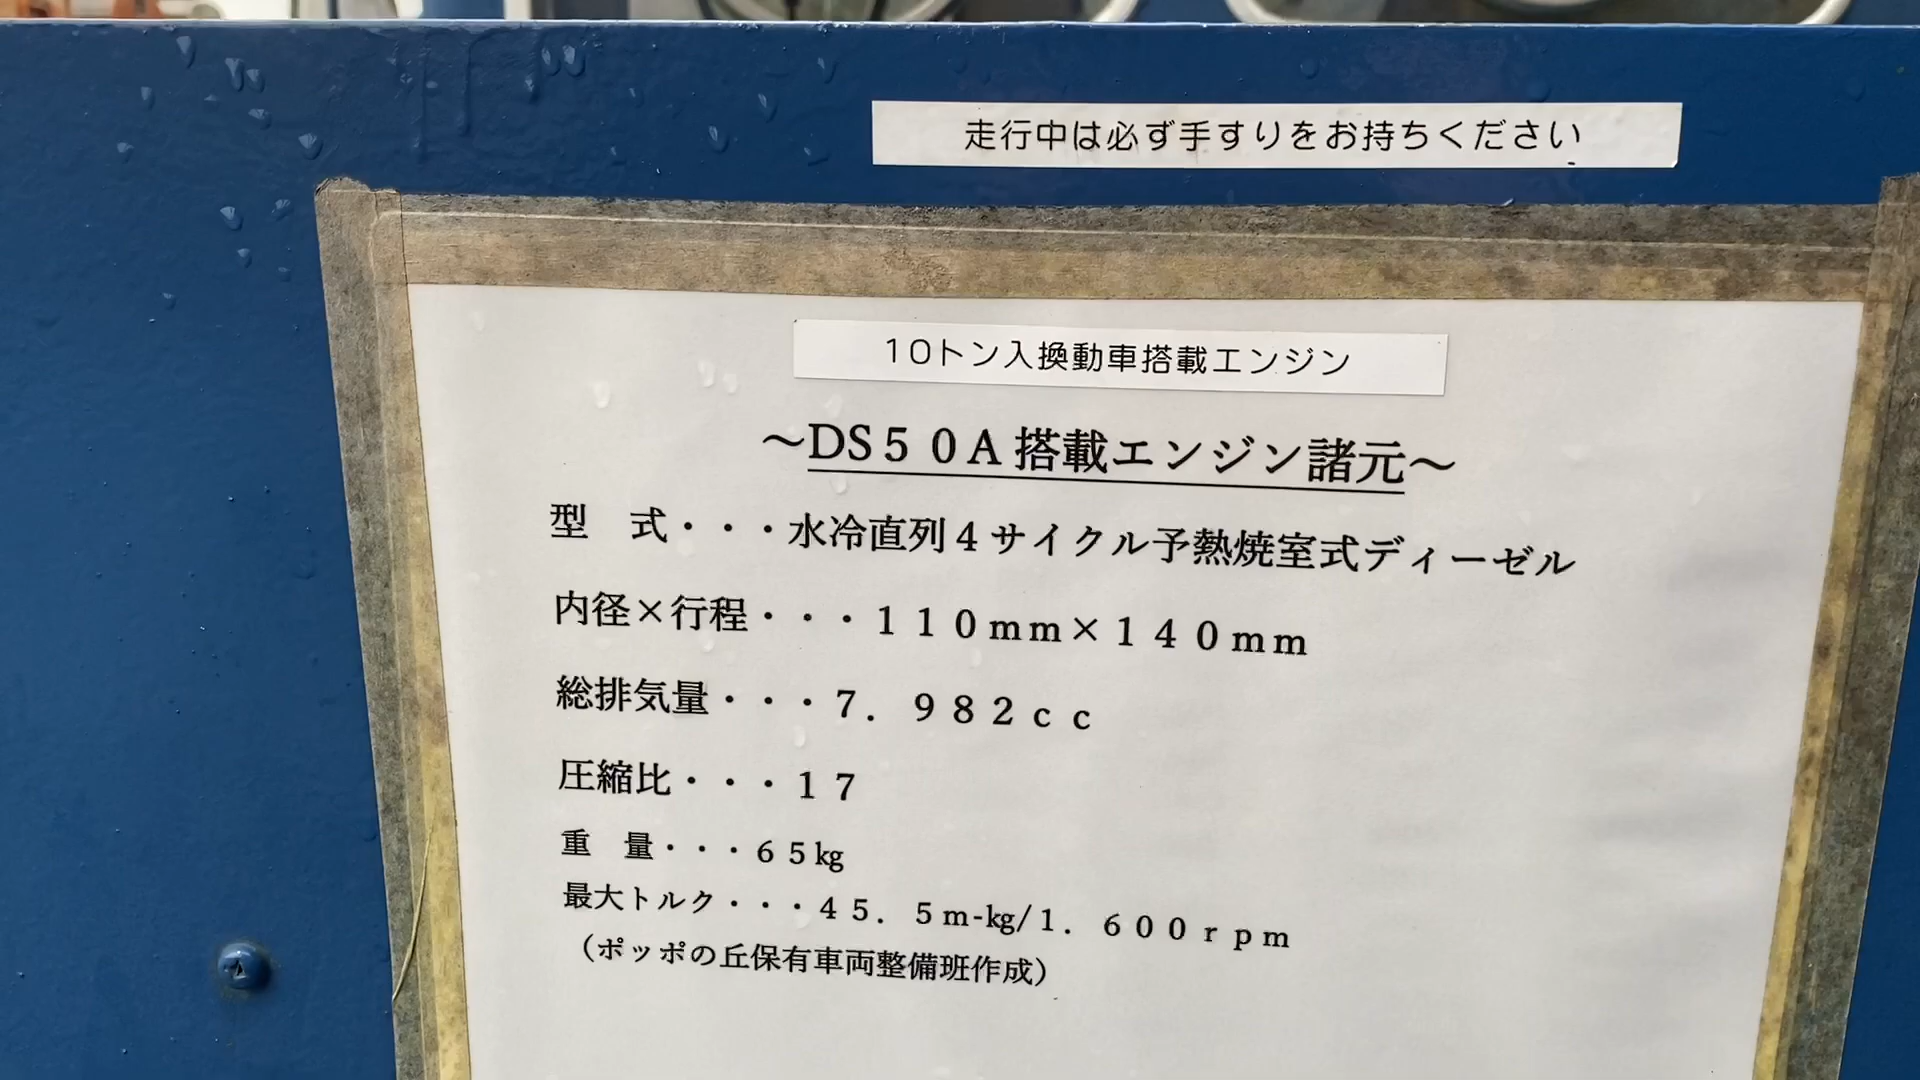 走行中は必ず手すりをお持ちください
10トン入換動車搭載エンジン
～DS50A搭載エンジン諸元～
型　式・・・水冷直列4サイクル予熱焼室式ディーゼル
内径×行程・・・110mm×140mm
総排気量・・・7．982cc
圧縮比・・・17
重　量・・・65kg
最大トルク・・・45．5m-kg/1．600rpm
（ポッポの丘保有車両整備班作成）